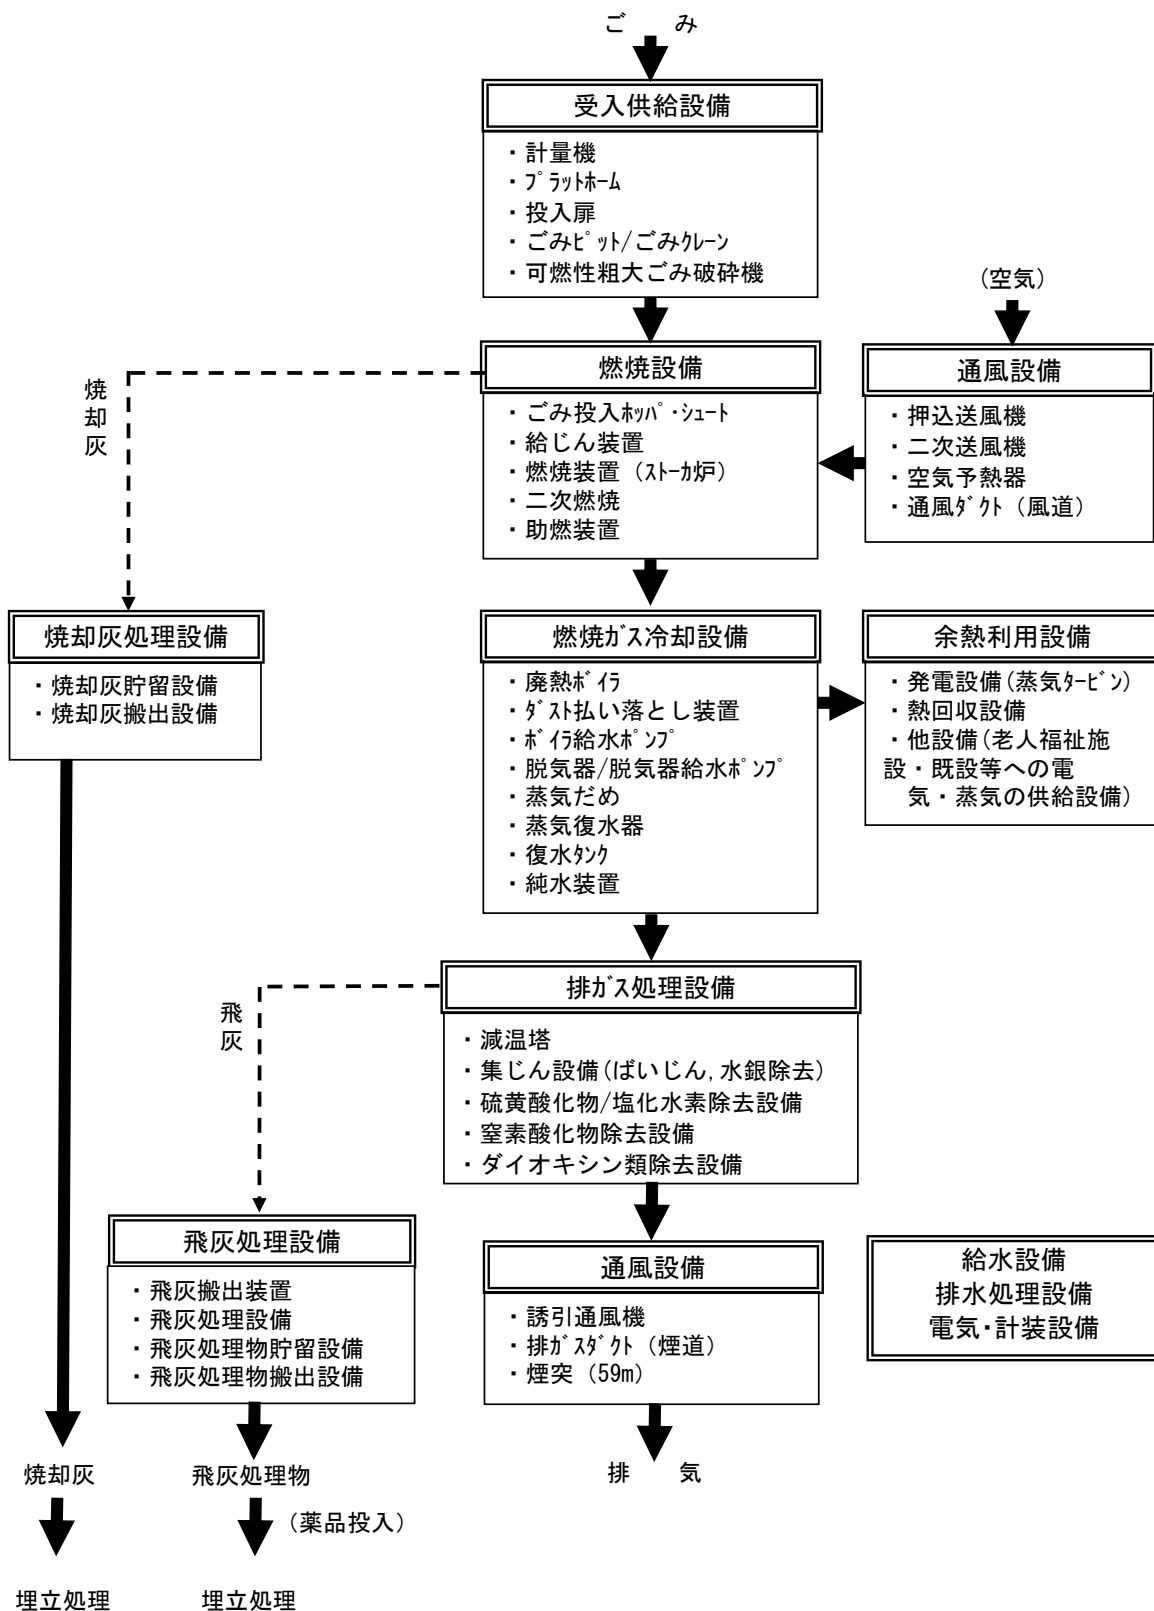 ご　み
受入供給設備
・計量機
・ﾌﾟﾗｯﾄﾎｰﾑ
・投入扉
・ごみﾋﾟｯﾄ/ごみｸﾚｰﾝ
・可燃性粗大ごみ破砕機
(空気)
燃焼設備
・ごみ投入ﾎｯﾊﾟ・ｼｭｰﾄ
・給じん装置
・燃焼装置（ｽﾄｰｶ炉）
・二次燃焼
・助燃装置
通風設備
・押込送風機
・二次送風機
・空気予熱器
・通風ﾀﾞｸﾄ（風道）
焼却灰
焼却灰処理設備
・焼却灰貯留設備
・焼却灰搬出設備
燃焼ｶﾞｽ冷却設備
・廃熱ﾎﾞｲﾗ
・ﾀﾞｽﾄ払い落とし装置
・ﾎﾞｲﾗ給水ﾎﾟﾝﾌﾟ
・脱気器/脱気器給水ﾎﾟﾝﾌﾟ
・蒸気だめ
・蒸気復水器
・復水ﾀﾝｸ
・純水装置
余熱利用設備
・発電設備(蒸気ﾀｰﾋﾞﾝ)
・熱回収設備
・他設備(老人福祉施
設・既設等への電
気・蒸気の供給設備)
排ｶﾞｽ処理設備
・減温塔
・集じん設備(ばいじん,水銀除去)
・硫黄酸化物/塩化水素除去設備
・窒素酸化物除去設備
・ダイオキシン類除去設備
飛灰
飛灰処理設備
・飛灰搬出装置
・飛灰処理設備
・飛灰処理物貯留設備
・飛灰処理物搬出設備
通風設備
・誘引通風機
・排ｶﾞｽﾀﾞｸﾄ（煙道）
・煙突（59m）
給水設備
排水処理設備
電気･計装設備
焼却灰
飛灰処理物
排　気
（薬品投入）
埋立処理
埋立処理